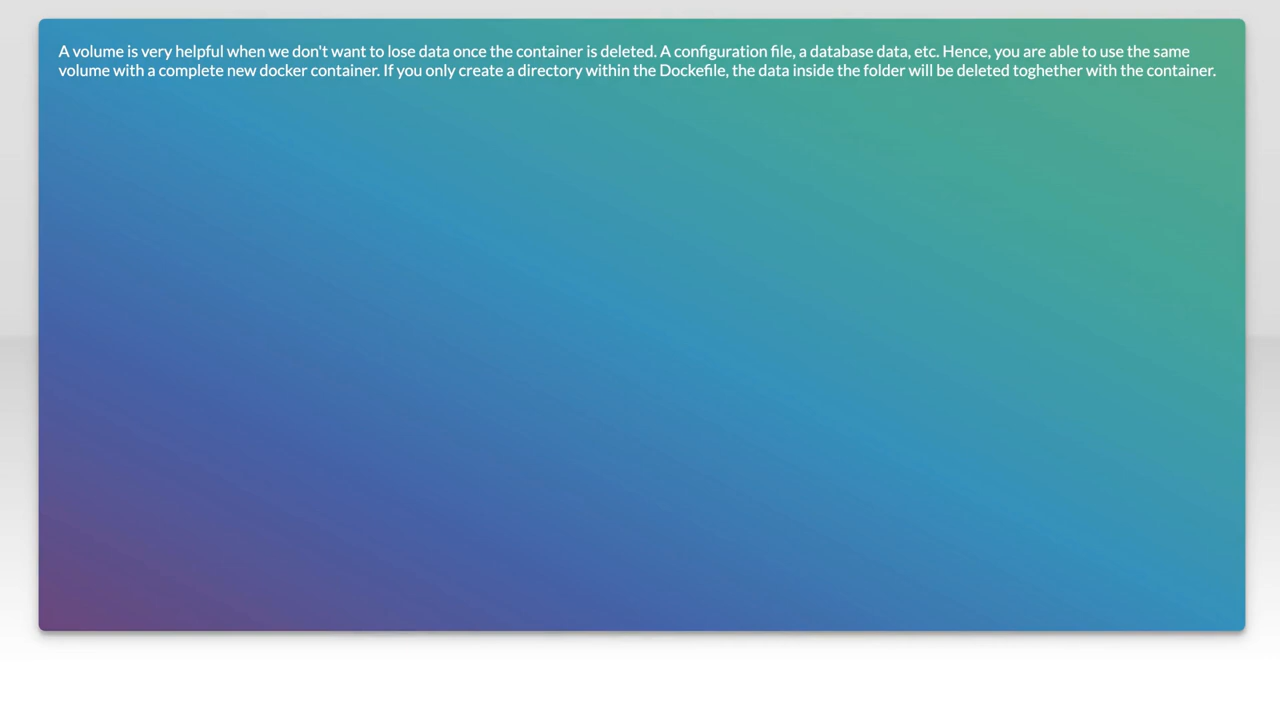 A volume is very helpful when we don't want to lose data once the container is deleted. A configuration file, a database data, etc. Hence, you are able to use the same
volume with a complete new docker container. If you only create a directory within the Dockefile, the data inside the folder will be deleted toghether with the container.